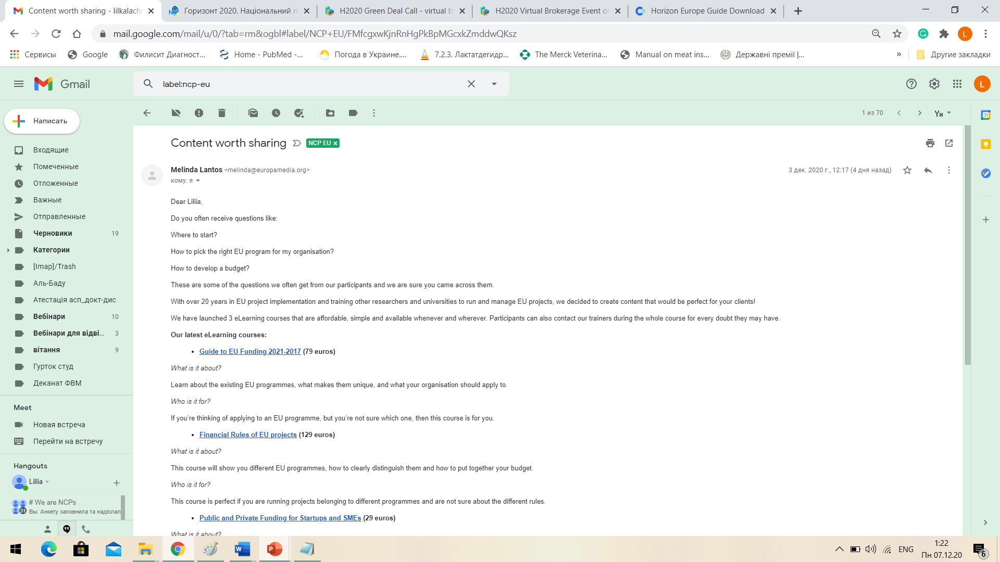 Content worth sharing - lilkalach
Горизонт 2020. Національний п
H2020 Green Deal Call - virtual b
H2020 Virtual Brokerage Event o
Horizon Europe Guide Download
mail.google.com/mail/u/0/?tab=rm&ogbl#label/NCP+EU/FMfcgxwKjnRnHgPkBpMGcxkZmddwQKsz
L
Сервисы
Google
Филисит Диагност...
Home - PubMed -...
Погода в Украине....
7.2.3. Лактатдегидр...
The Merck Veterina...
Manual on meat ins...
Державні премії |...
»
Другие закладки
Gmail
label:ncp-eu
L
Написать
1 из 70
Входящие
Помеченные
Отложенные
Важные
Отправленные
Черновики 19
Категории
[Imap]/Trash
Аль-Баду
Атестація асп_докт-дис
Вебінари 10
Вебінари для відві... 3
вітання 9
Гурток студ
Деканат ФВМ
Meet
Новая встреча
Перейти на встречу
Hangouts
Liliia
# We are NCPs
31 Вы: Анкету заповнила та надіслал
Content worth sharing
NCP EU x
Melinda Lantos <melinda@europamedia.org>
3 дек. 2020 г., 12:17 (4 дня назад)
кому: я
Dear Liliia,
Do you often receive questions like:
Where to start?
How to pick the right EU program for my organisation?
How to develop a budget?
These are some of the questions we often get from our participants and we are sure you came across them.
With over 20 years in EU project implementation and training other researchers and universities to run and manage EU projects, we decided to create content that would be perfect for your clients!
We have launched 3 eLearning courses that are affordable, simple and available whenever and wherever. Participants can also contact our trainers during the whole course for every doubt they may have.
Our latest eLearning courses:
• Guide to EU Funding 2021-2017 (79 euros)
What is it about?
Learn about the existing EU programmes, what makes them unique, and what your organisation should apply to.
Who is it for?
If you’re thinking of applying to an EU programme, but you’re not sure which one, then this course is for you.
• Financial Rules of EU projects (129 euros)
What is it about?
This course will show you different EU programmes, how to clearly distinguish them and how to put together your budget.
Who is it for?
This course is perfect if you are running projects belonging to different programmes and are not sure about the different rules.
• Public and Private Funding for Startups and SMEs (29 euros)
What is it about?
31
ENG
1:22
Пн 07.12.20
6